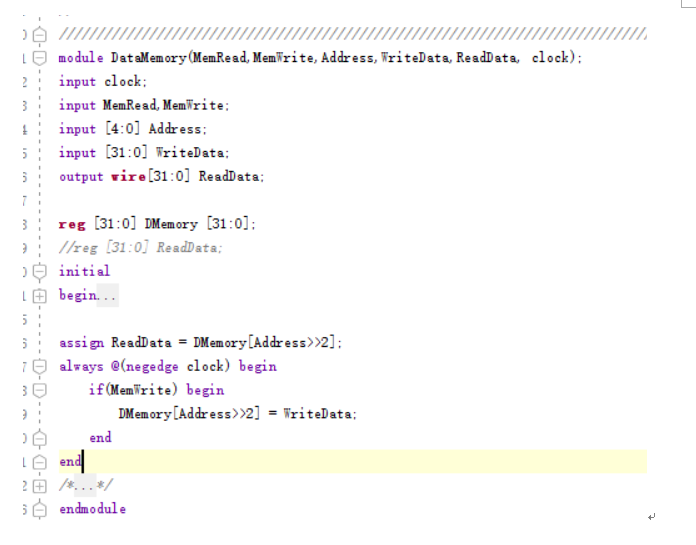 ////////////////////////////////////////////////////////////////////////////
module DataMemory(MemRead,MemWrite,Address,WriteData,ReadData, clock);
input clock;
input MemRead,MemWrite;
input [4:0] Address;
input [31:0] WriteData;
output wire[31:0] ReadData;
reg [31:0] DMemory [31:0];
//reg [31:0] ReadData;
initial
begin...
assign ReadData = DMemory[Address>>2];
always @(negedge clock) begin
if(MemWrite) begin
DMemory[Address>>2] = WriteData;
end
end
/*...*/
endmodule